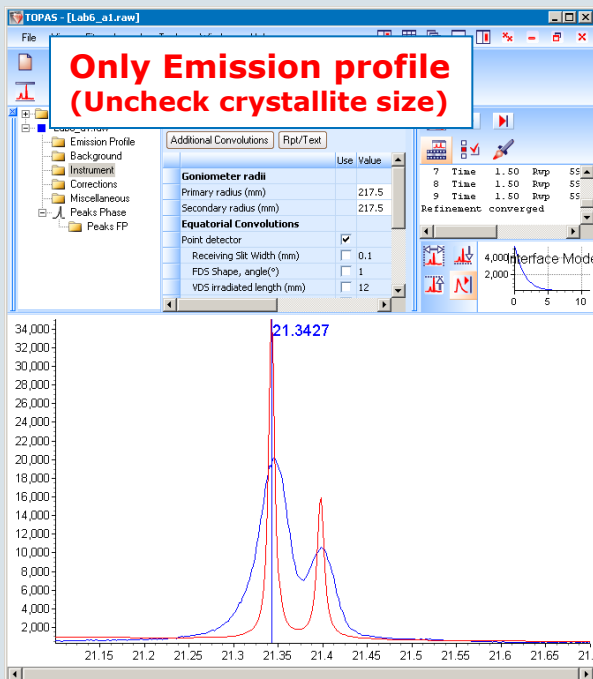 TOPAS - [Lab6_a1.raw]
File
Only Emission profile
(Uncheck crystallite size)
Emission Profile
Background
Instrument
Corrections
Miscellaneous
Peaks Phase
Peaks FP
Additional Convolutions Rpt/Text
Use Value
Goniometer radii
Primary radius (mm) 217.5
Secondary radius (mm) 217.5
Equatorial Convolutions
Point detector
Receiving Slit Width (mm) 0.1
FDS Shape, angle(°) 1
VDS irradiated length (mm) 12
7 Time 1.50 Rwp 59
8 Time 1.50 Rwp 59
9 Time 1.50 Rwp 59
Refinement converged
4,000 Interface Mode
2,000
0 5 10
21.3427
34,000
32,000
30,000
28,000
26,000
24,000
22,000
20,000
18,000
16,000
14,000
12,000
10,000
8,000
6,000
4,000
2,000
21.15 21.2 21.25 21.3 21.35 21.4 21.45 21.5 21.55 21.6 21.65 21.